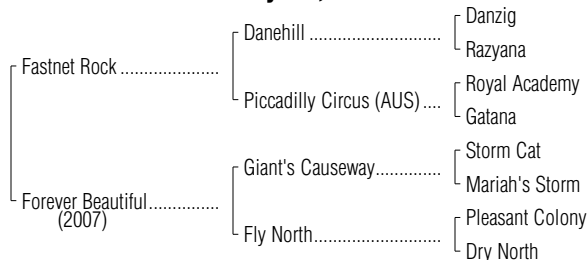 Danehill
Danzig
Razyana
Fastnet Rock
Piccadilly Circus (AUS)
Royal Academy
Gatana
Giant's Causeway
Storm Cat
Mariah's Storm
Forever Beautiful
(2007)
Fly North
Pleasant Colony
Dry North